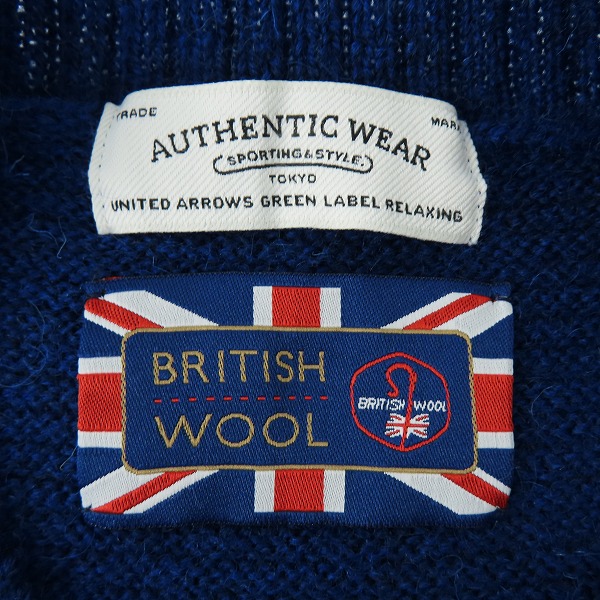 TRADE MARK
AUTHENTIC WEAR
SPORTING&STYLE.
TOKYO
UNITED ARROWS GREEN LABEL RELAXING
BRITISH
WOOL
BRITISH WOOL